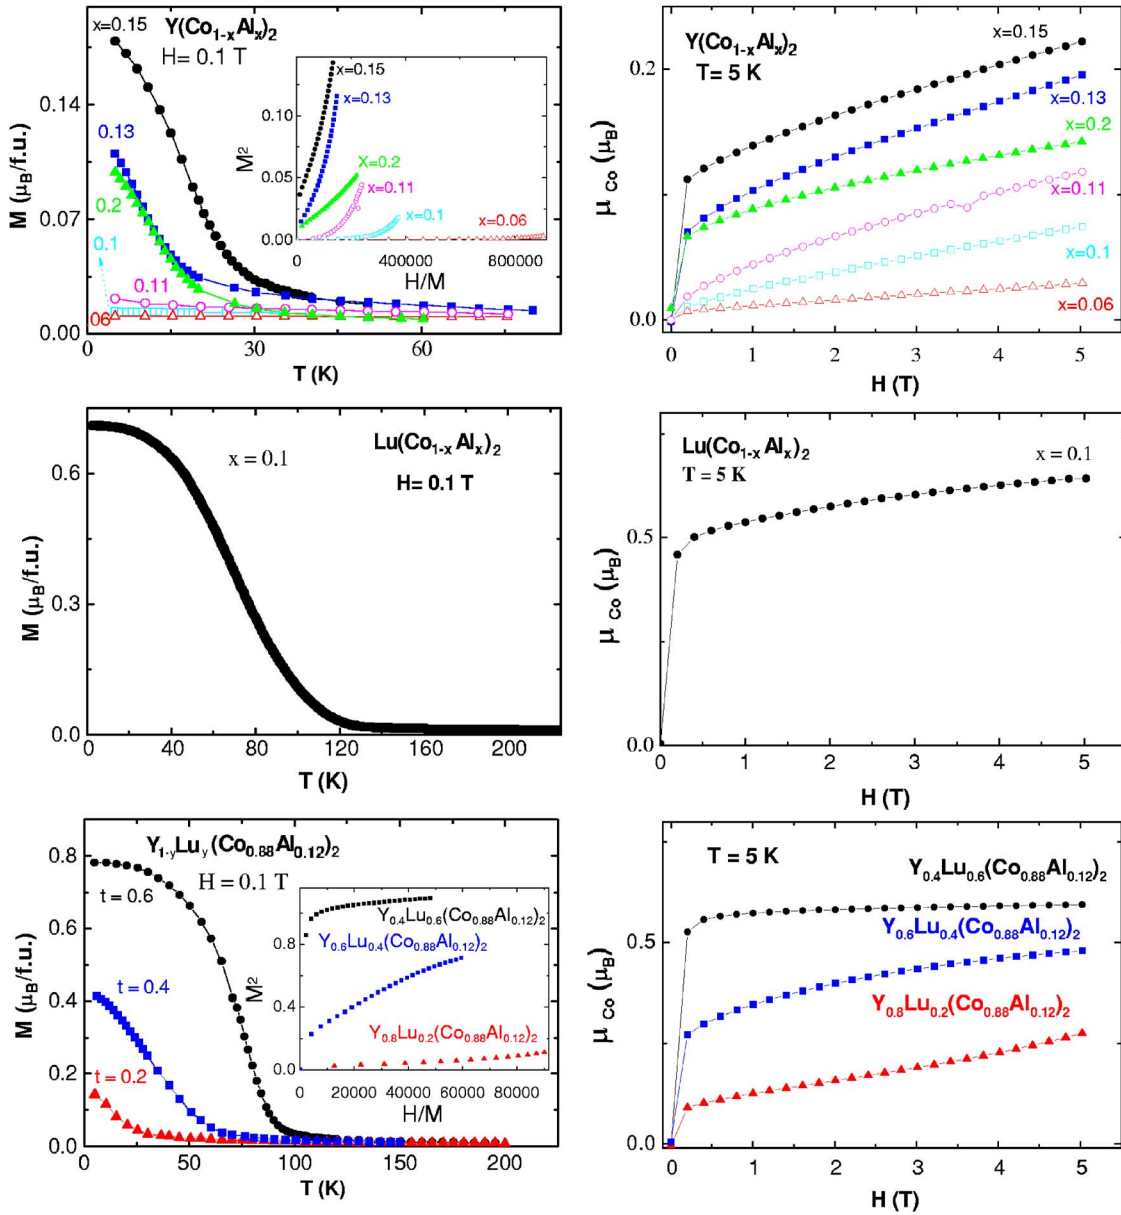 x=0.15
Y(Co1-xAlx)2
H= 0.1 T
0.14
0.07
0.00
M (μB/f.u.)
0.13
0.2
0.1
0.11
06
0
30
60
T (K)
x=0.15
x=0.13
X=0.2
x=0.11
x=0.1
x=0.06
0.10
0.05
0.00
M2
0
400000
800000
H/M
Y(Co1-xAlx)2
T= 5 K
x=0.15
x=0.13
x=0.2
x=0.11
x=0.1
x=0.06
0.2
0.1
0.0
μ Co (μB)
0
1
2
3
4
5
H (T)
Lu(Co1-xAlx)2
x = 0.1
H= 0.1 T
0.6
0.3
0.0
M (μB/f.u.)
0
40
80
120
160
200
T (K)
Lu(Co1-xAlx)2
T = 5 K
x = 0.1
0.5
0.0
μ Co (μB)
0
1
2
3
4
5
H (T)
Y1-yLuy(Co0.88Al0.12)2
H = 0.1 T
t = 0.6
t = 0.4
t = 0.2
0.8
0.6
0.4
0.2
0.0
M (μB/f.u.)
0
50
100
150
200
T (K)
Y0.4Lu0.6(Co0.88Al0.12)2
Y0.6Lu0.4(Co0.88Al0.12)2
Y0.8Lu0.2(Co0.88Al0.12)2
0.8
0.4
0.0
M2
0
20000
40000
60000
80000
H/M
T = 5 K
Y0.4Lu0.6(Co0.88Al0.12)2
Y0.6Lu0.4(Co0.88Al0.12)2
Y0.8Lu0.2(Co0.88Al0.12)2
0.5
0.0
μ Co (μB)
0
1
2
3
4
5
H (T)